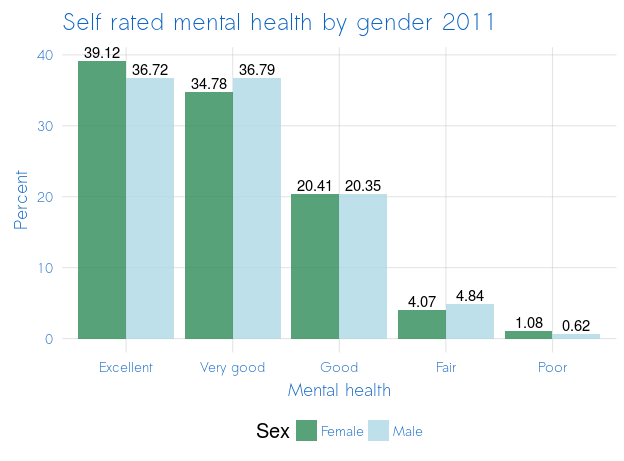 Self rated mental health by gender 2011
40
30
20
10
0
Percent
39.12
36.72
34.78
36.79
20.41
20.35
4.07
4.84
1.08
0.62
Excellent
Very good
Good
Fair
Poor
Mental health
Sex Female Male